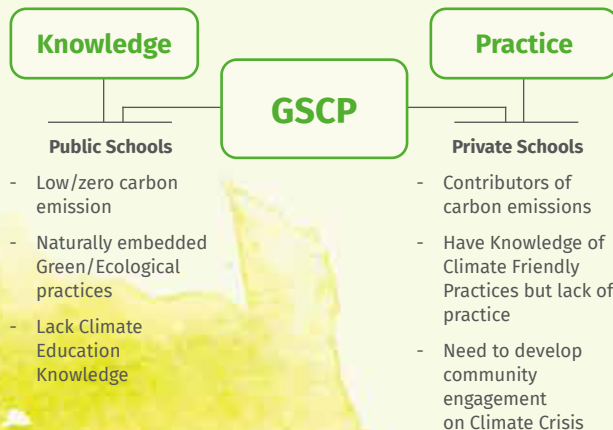 Knowledge
Practice
GSCP
Public Schools
- Low/zero carbon
emission
- Naturally embedded
Green/Ecological
practices
- Lack Climate
Education
Knowledge
Private Schools
- Contributors of
carbon emissions
- Have Knowledge of
Climate Friendly
Practices but lack of
practice
- Need to develop
community
engagement
on Climate Crisis